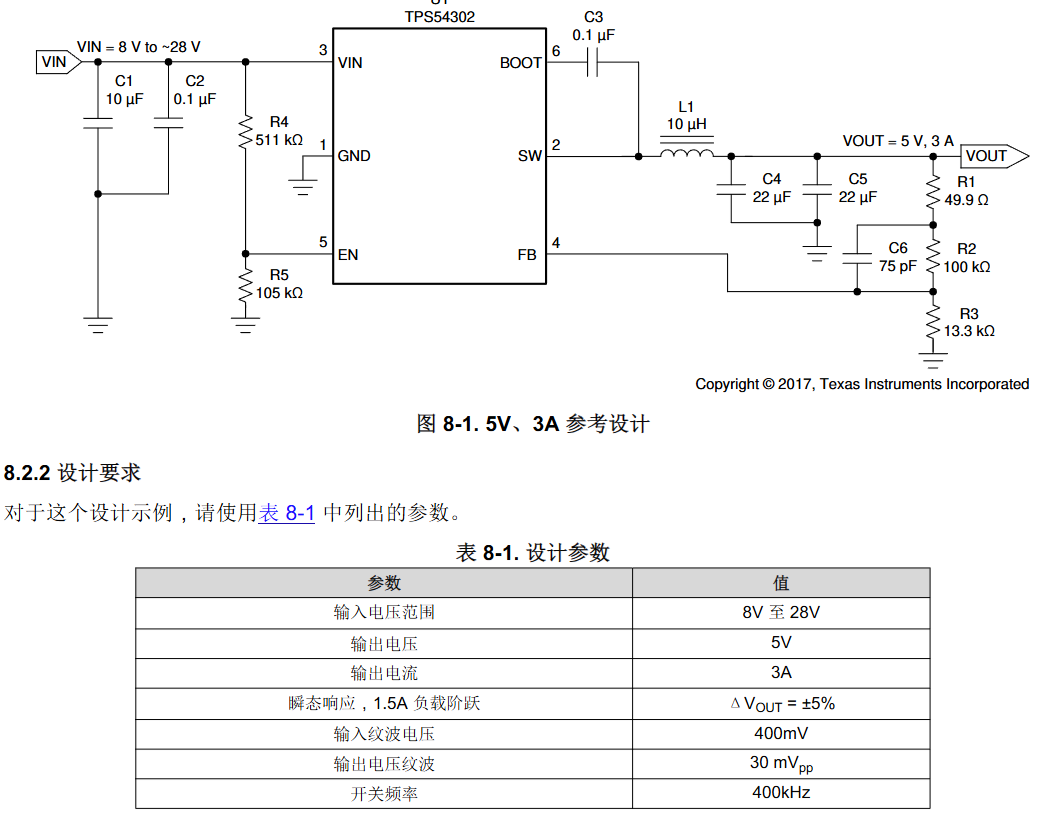 TPS54302
C3
0.1 µF
VIN = 8 V to ~28 V
VIN
3
VIN
BOOT
6
C1
10 µF
C2
0.1 µF
R4
511 kΩ
L1
10 µH
1
GND
SW
2
VOUT = 5 V, 3 A
VOUT
C4
22 µF
C5
22 µF
R1
49.9 Ω
5
EN
FB
4
C6
75 pF
R2
100 kΩ
R5
105 kΩ
R3
13.3 kΩ
Copyright © 2017, Texas Instruments Incorporated
图 8-1. 5V、3A 参考设计
8.2.2 设计要求
对于这个设计示例，请使用表 8-1 中列出的参数。
表 8-1. 设计参数
参数 值
输入电压范围 8V 至 28V
输出电压 5V
输出电流 3A
瞬态响应，1.5A 负载阶跃 Δ VOUT = ±5%
输入纹波电压 400mV
输出电压纹波 30 mVpp
开关频率 400kHz